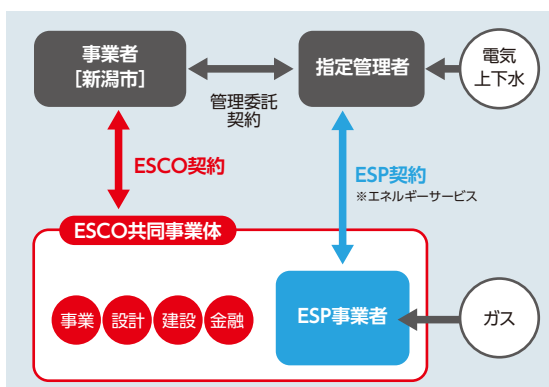 事業者
［新潟市］
指定管理者
電気
上下水
管理委託
契約
ESCO契約
ESP契約
※エネルギーサービス
ESCO共同事業体
事業
設計
建設
金融
ESP事業者
ガス